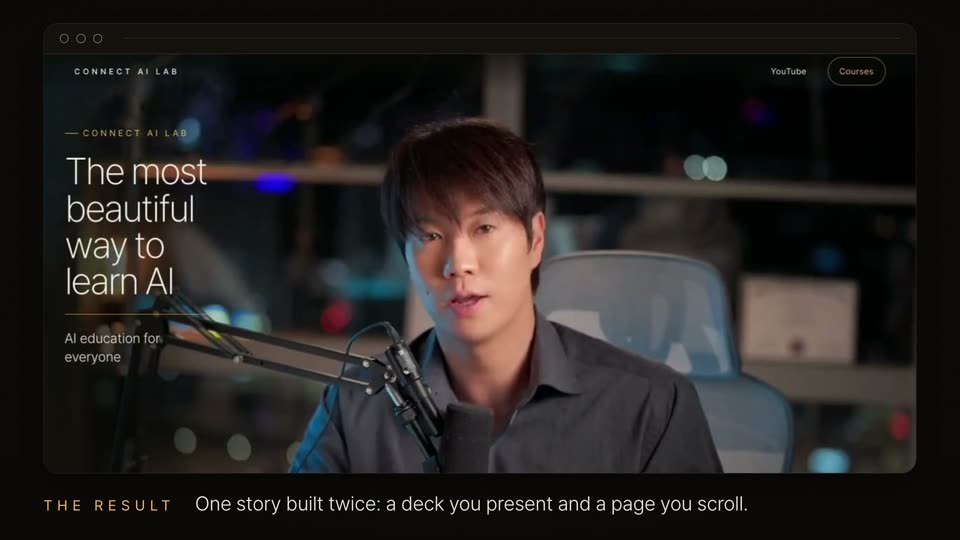 CONNECT AI LAB
YouTube
Courses
CONNECT AI LAB
The most
beautiful
way to
learn AI
AI education for
everyone
THE RESULT One story built twice: a deck you present and a page you scroll.